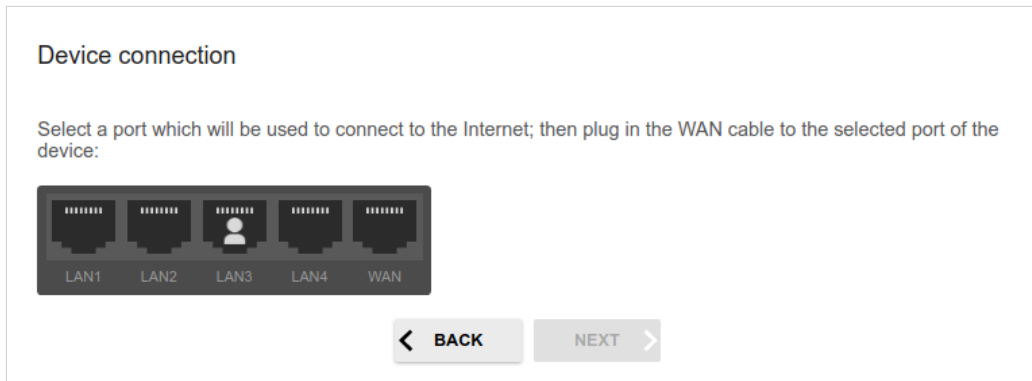 Device connection
Select a port which will be used to connect to the Internet; then plug in the WAN cable to the selected port of the
device:
LAN1 LAN2 LAN3 LAN4 WAN
BACK NEXT